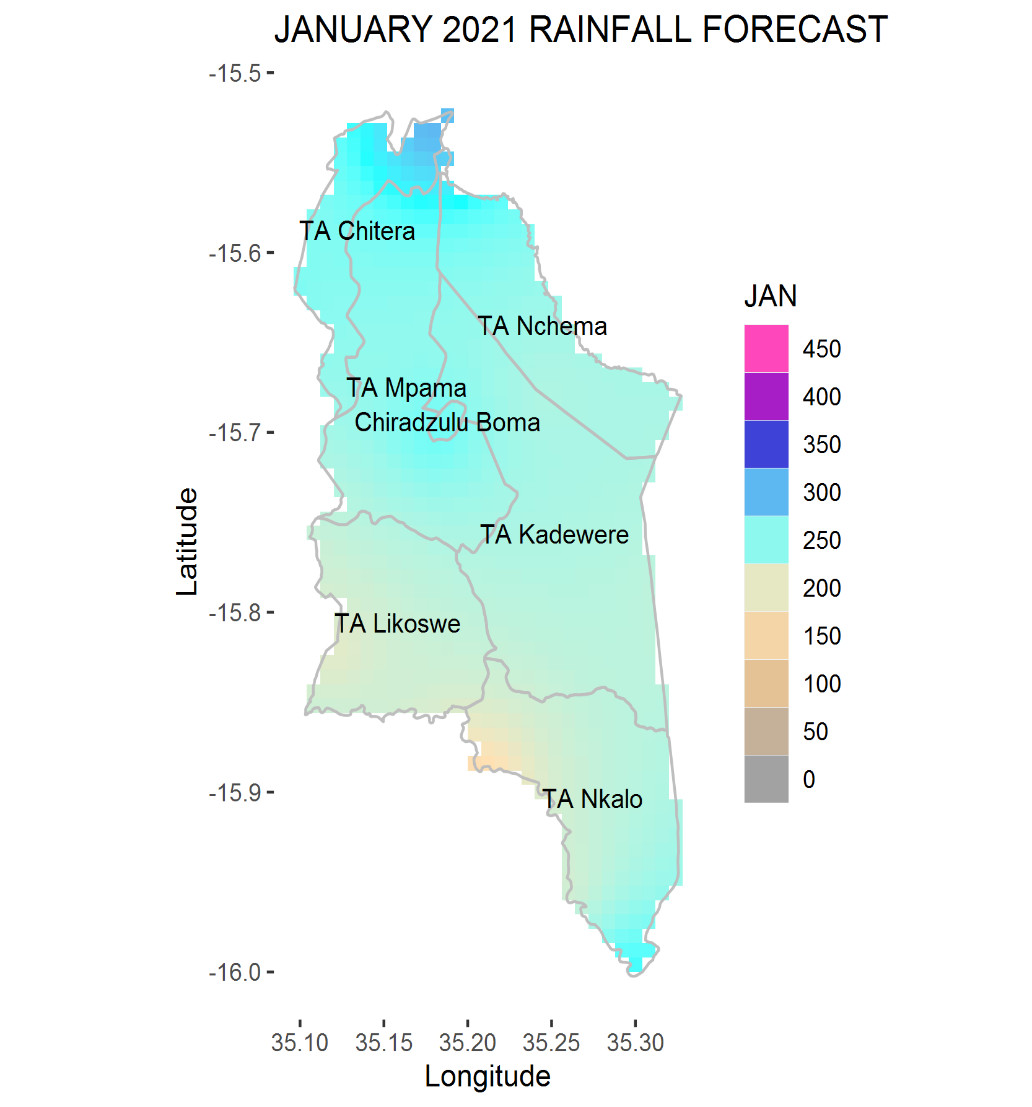 JANUARY 2021 RAINFALL FORECAST
-15.5
-15.6
-15.7
-15.8
-15.9
-16.0
Latitude
TA Chitera
TA Nchema
TA Mpama
Chiradzulu Boma
TA Kadewere
TA Likoswe
TA Nkalo
35.10 35.15 35.20 35.25 35.30
Longitude
JAN
450
400
350
300
250
200
150
100
50
0